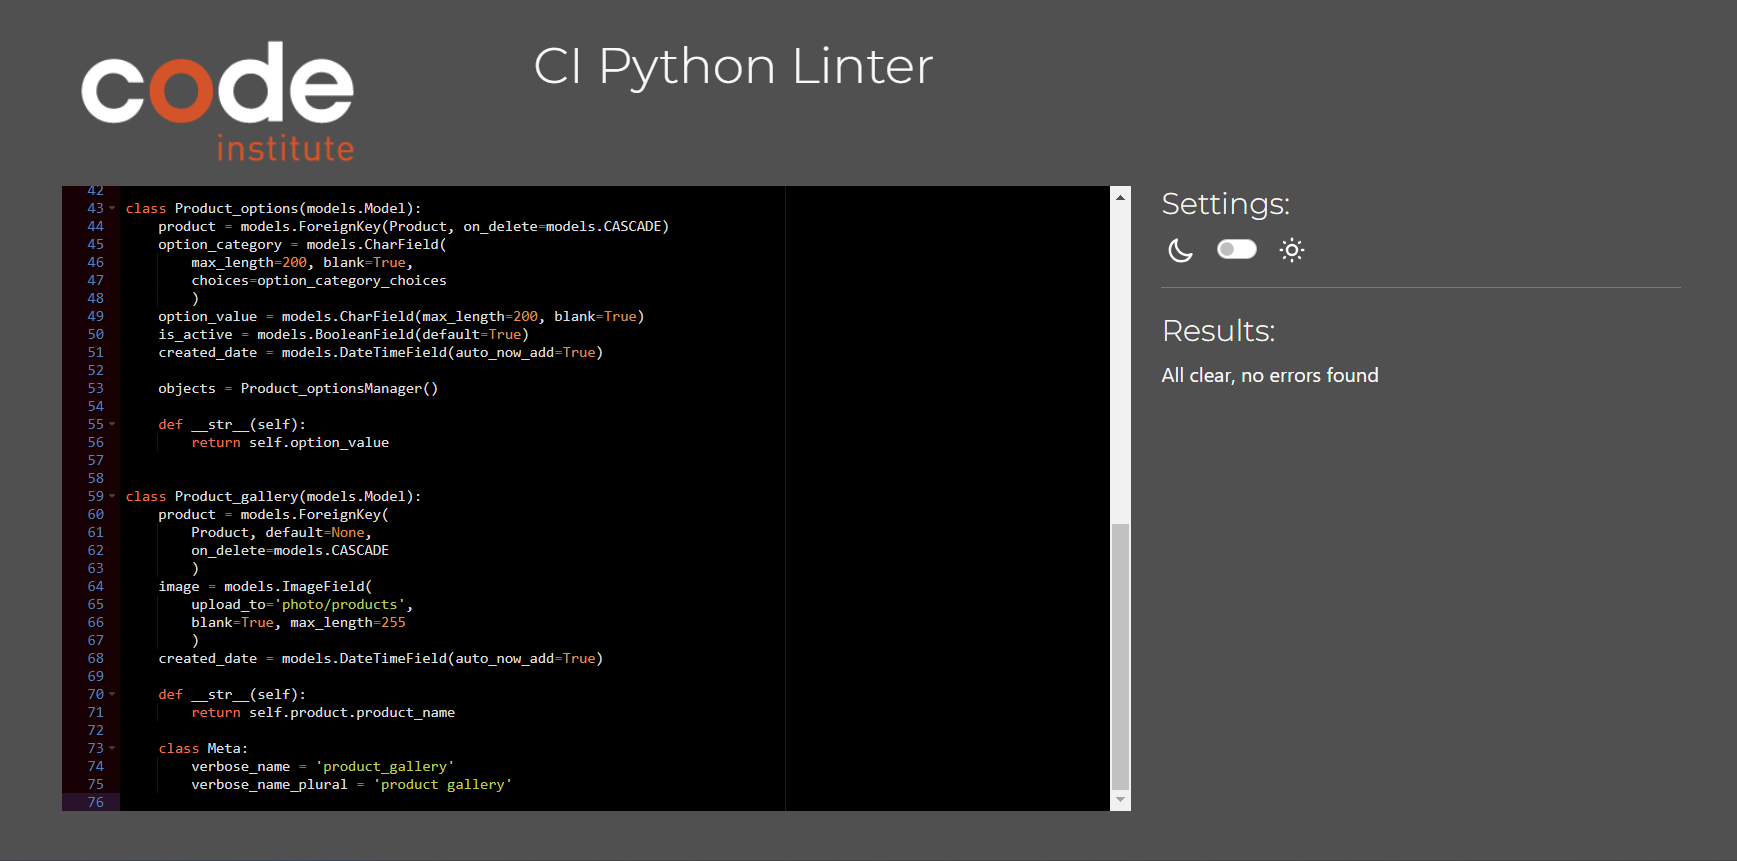 code
institute
CI Python Linter
42
43 class Product_options(models.Model):
44     product = models.ForeignKey(Product, on_delete=models.CASCADE)
45     option_category = models.CharField(
46         max_length=200, blank=True,
47         choices=option_category_choices
48         )
49     option_value = models.CharField(max_length=200, blank=True)
50     is_active = models.BooleanField(default=True)
51     created_date = models.DateTimeField(auto_now_add=True)
52
53     objects = Product_optionsManager()
54
55     def __str__(self):
56         return self.option_value
57
58
59 class Product_gallery(models.Model):
60     product = models.ForeignKey(
61         Product, default=None,
62         on_delete=models.CASCADE
63         )
64     image = models.ImageField(
65         upload_to='photo/products',
66         blank=True, max_length=255
67         )
68     created_date = models.DateTimeField(auto_now_add=True)
69
70     def __str__(self):
71         return self.product.product_name
72
73     class Meta:
74         verbose_name = 'product_gallery'
75         verbose_name_plural = 'product gallery'
76
Settings:
Results:
All clear, no errors found